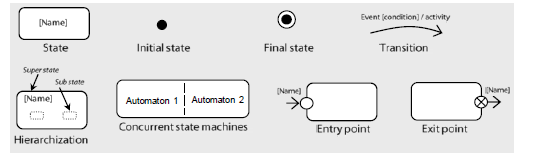 [Name]
State
Initial state
Final state
Event [condition] / activity
Transition
Super state
Sub state
[Name]
Hierarchization
Automaton 1
Automaton 2
Concurrent state machines
[Name]
Entry point
[Name]
Exit point